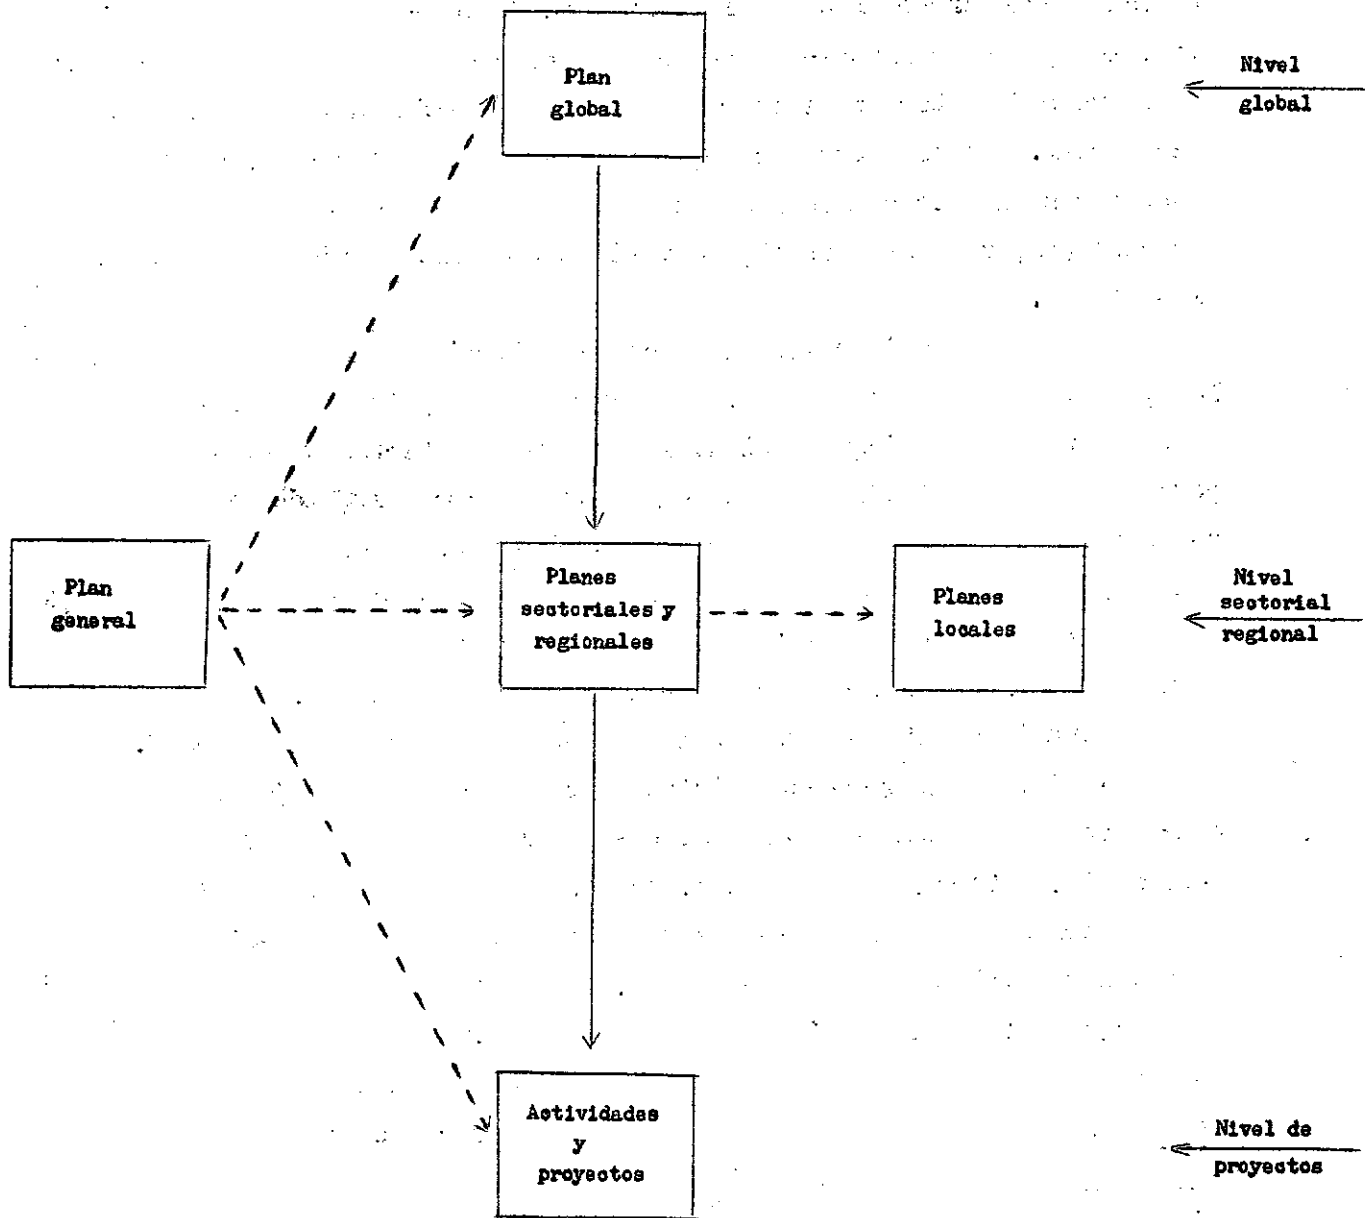 Plan
global
Nivel
global
Plan
general
Planes
sectoriales y
regionales
Planes
locales
Nivel
sectorial
regional
Actividades
y
proyectos
Nivel de
proyectos